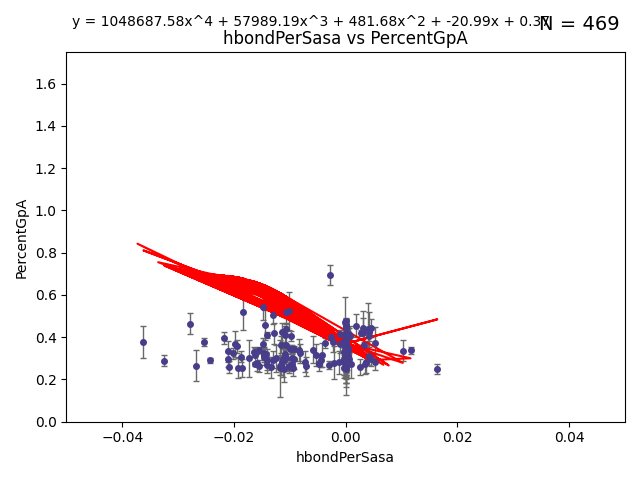 y = 1048687.58x^4 + 57989.19x^3 + 481.68x^2 + -20.99x + 0.37
N = 469
hbondPerSasa vs PercentGpA
PercentGpA
1.6
1.4
1.2
1.0
0.8
0.6
0.4
0.2
0.0
−0.04 −0.02 0.00 0.02 0.04
hbondPerSasa